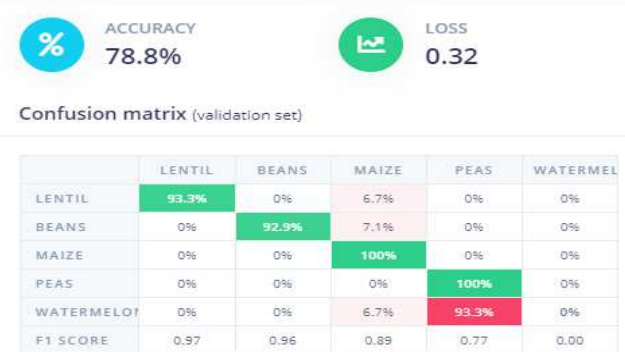 ACCURACY
78.8%
LOSS
0.32
Confusion matrix (validation set)
LENTIL BEANS MAIZE PEAS WATERMEL
LENTIL 93.3% 0% 6.7% 0% 0%
BEANS 0% 92.9% 7.1% 0% 0%
MAIZE 0% 0% 100% 0% 0%
PEAS 0% 0% 0% 100% 0%
WATERMELO 0% 0% 6.7% 93.3% 0%
F1 SCORE 0.97 0.96 0.89 0.77 0.00